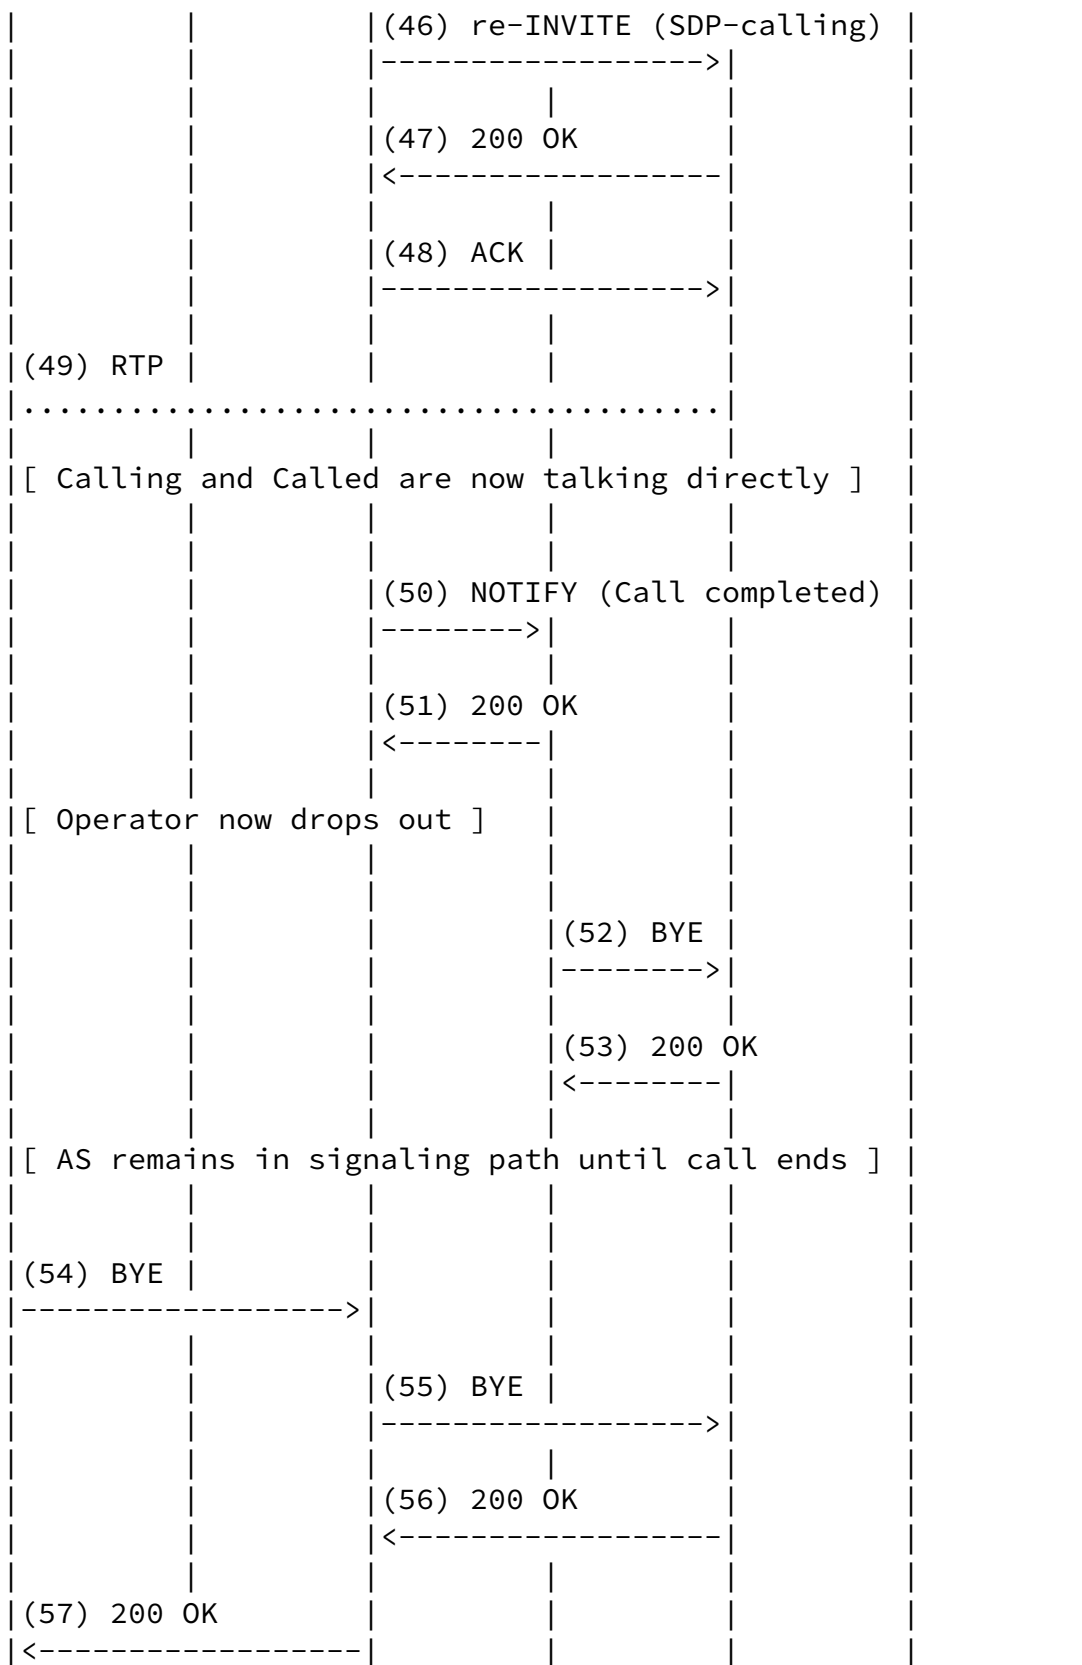 (46) re-INVITE (SDP-calling)
(47) 200 OK
(48) ACK
(49) RTP
[ Calling and Called are now talking directly ]
(50) NOTIFY (Call completed)
(51) 200 OK
[ Operator now drops out ]
(52) BYE
(53) 200 OK
[ AS remains in signaling path until call ends ]
(54) BYE
(55) BYE
(56) 200 OK
(57) 200 OK